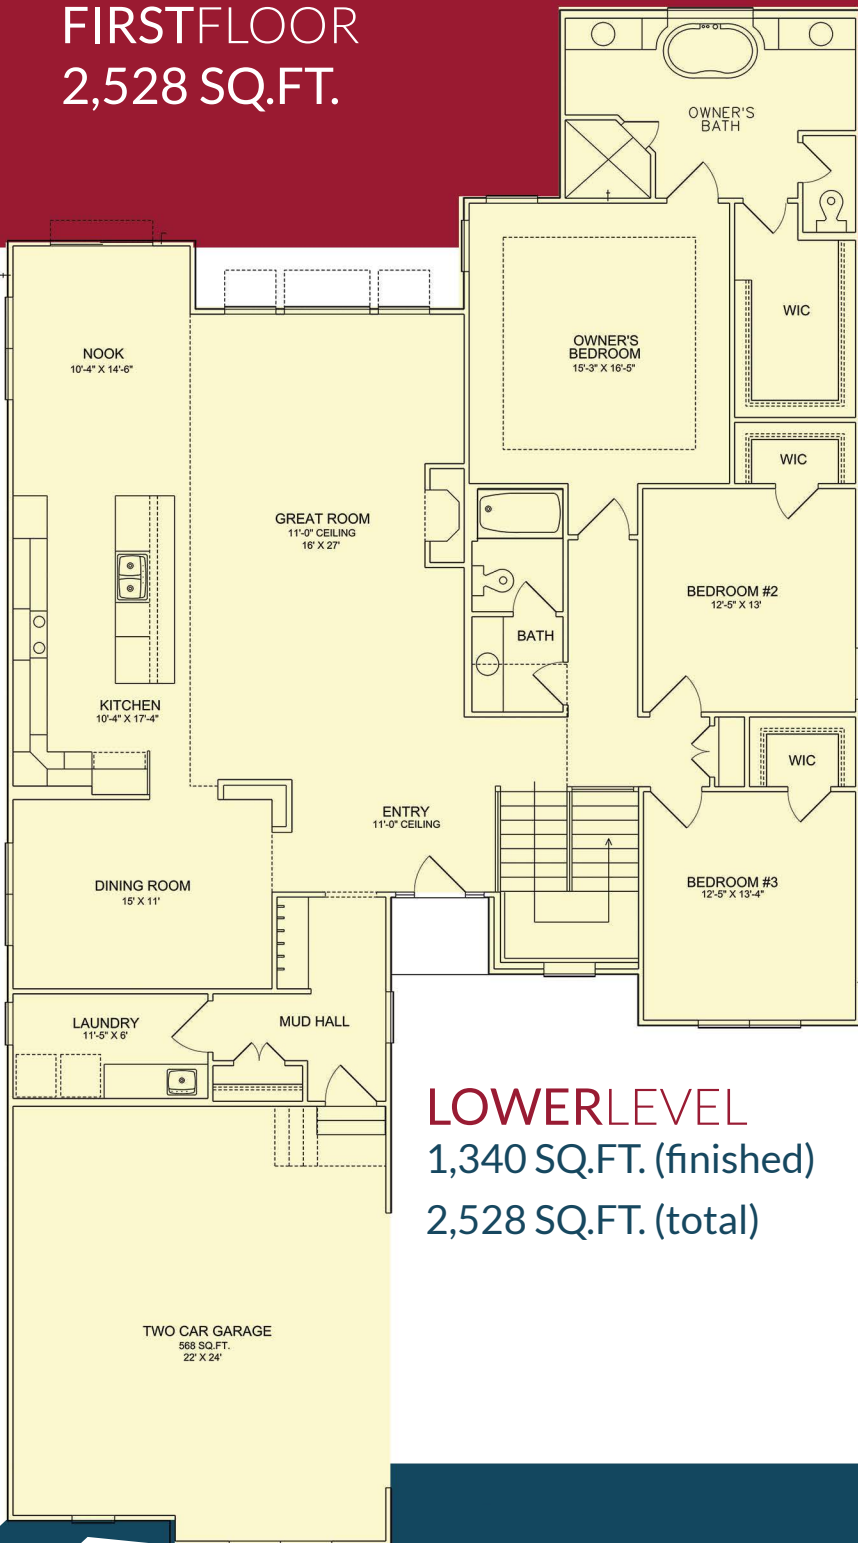 FIRSTFLOOR
2,528 SQ.FT.
OWNER'S
BATH
WIC
OWNER'S
BEDROOM
15'-3" X 16'-5"
NOOK
10'-4" X 14'-6"
WIC
GREAT ROOM
11'-0" CEILING
16' X 27'
BEDROOM #2
12'-5" X 13'
BATH
KITCHEN
10'-4" X 17'-4"
WIC
ENTRY
11'-0" CEILING
DINING ROOM
15' X 11'
BEDROOM #3
12'-5" X 13'-4"
LAUNDRY
11'-5" X 6'
MUD HALL
LOWERLEVEL
1,340 SQ.FT. (finished)
2,528 SQ.FT. (total)
TWO CAR GARAGE
568 SQ.FT.
22' X 24'